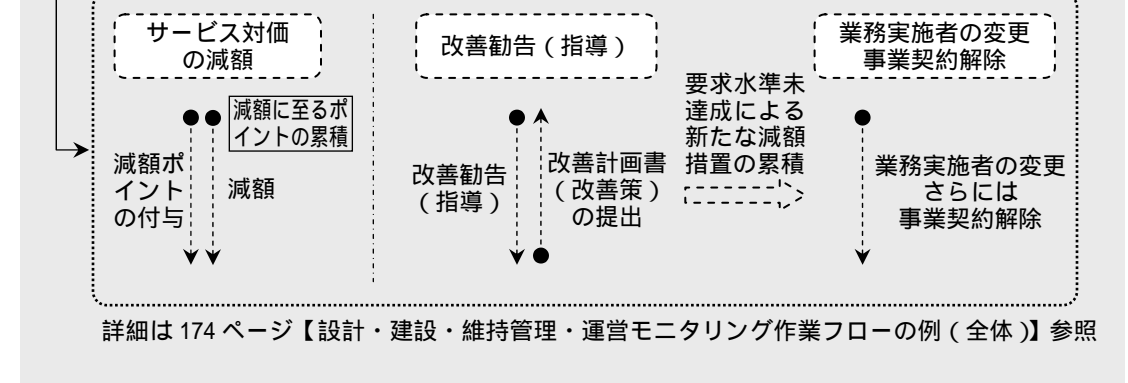 サービス対価
の減額
改善勧告（指導）
業務実施者の変更
事業契約解除
減額に至るポ
イントの累積
減額ポ
イント
の付与
減額
改善勧告
（指導）
改善計画書
（改善策）
の提出
要求水準未
達成による
新たな減額
措置の累積
業務実施者の変更
さらには
事業契約解除
詳細は 174 ページ【設計・建設・維持管理・運営モニタリング作業フローの例（全体）】参照